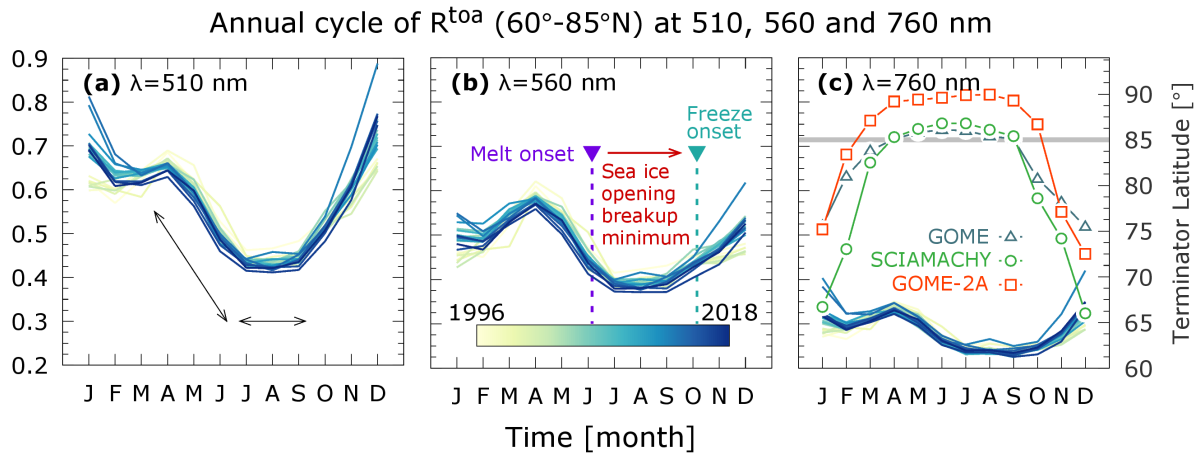 Annual cycle of R^toa (60°-85°N) at 510, 560 and 760 nm
(a) λ=510 nm
0.9
0.8
0.7
0.6
0.5
0.4
0.3
0.2
J F M A M J J A S O N D
(b) λ=560 nm
Melt onset
Freeze
onset
Sea ice
opening
breakup
minimum
1996
2018
J F M A M J J A S O N D
(c) λ=760 nm
GOME
SCIAMACHY
GOME-2A
90
85
80
75
70
65
60
J F M A M J J A S O N D
Terminator Latitude [°]
Time [month]